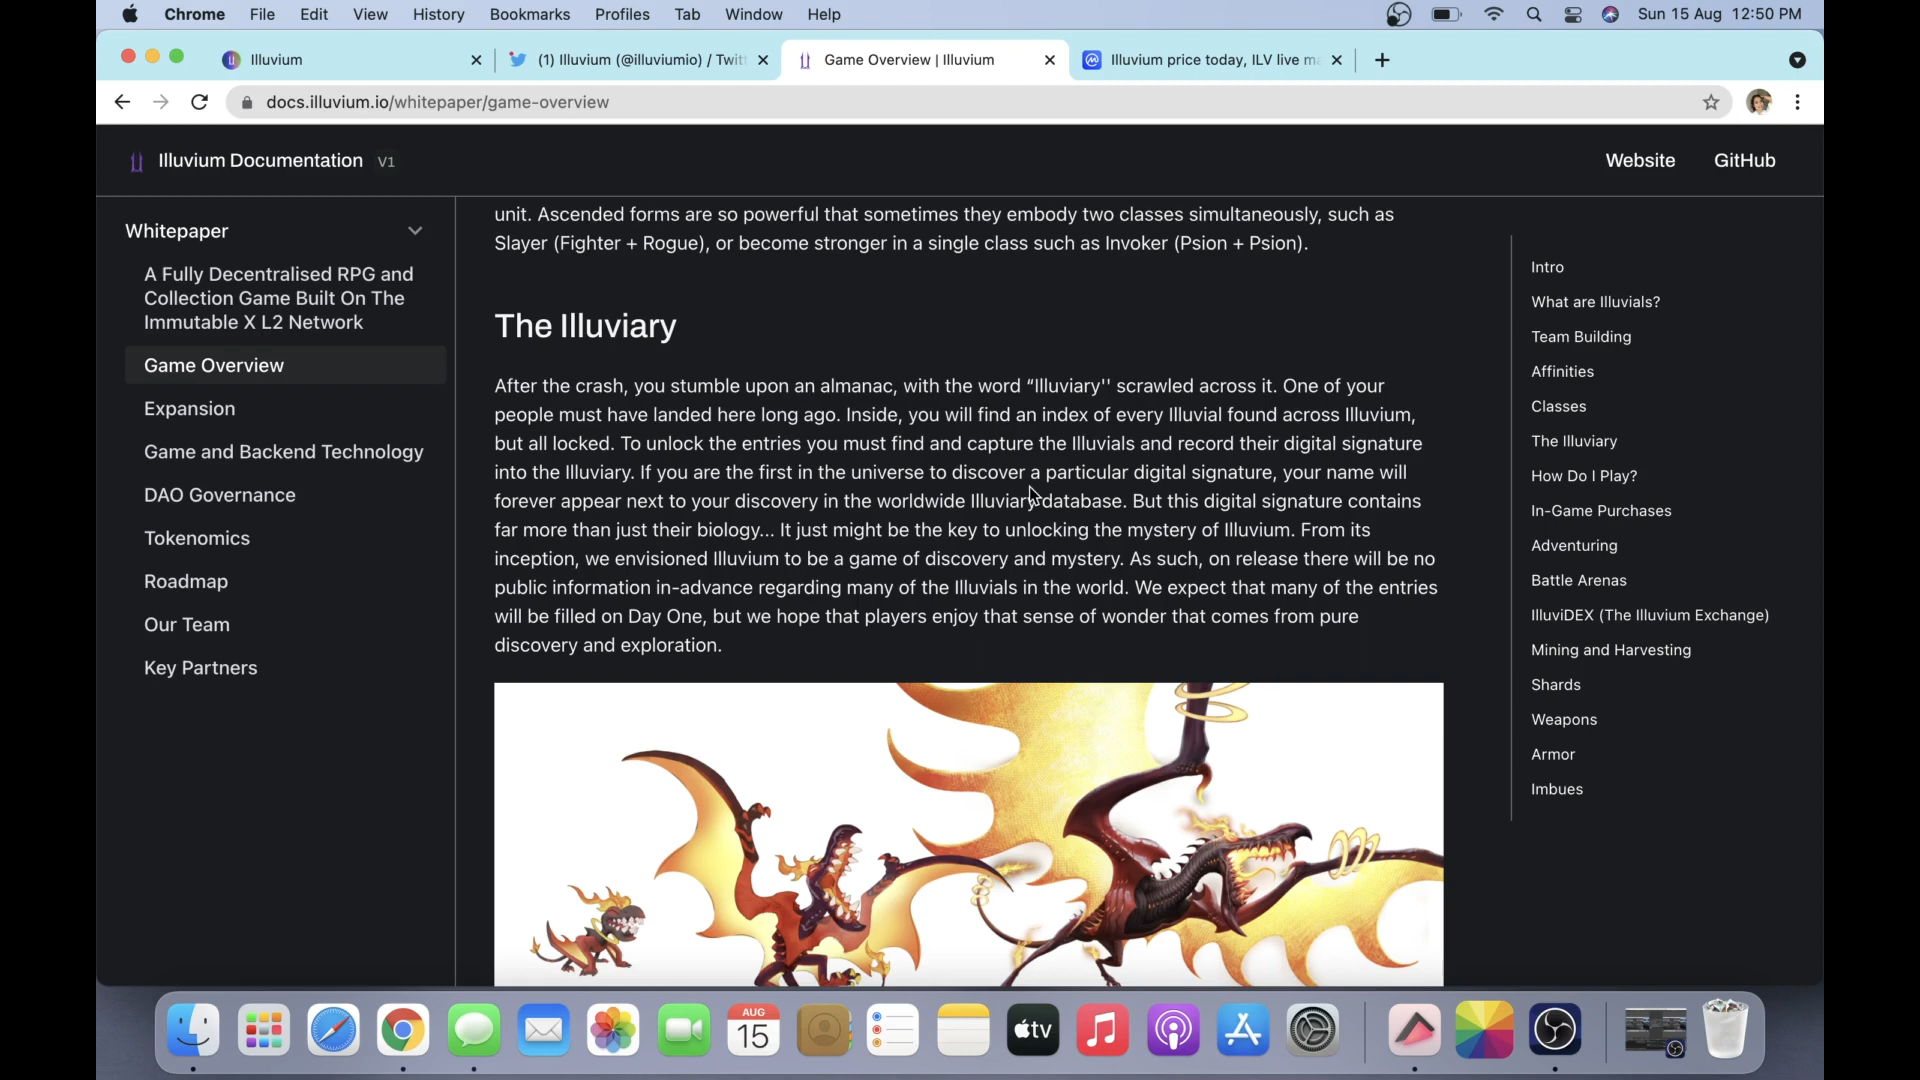 Chrome File Edit View History Bookmarks Profiles Tab Window Help Sun 15 Aug 12:50 PM
Illuvium (1) Illuvium (@illuviumio) / Twitt Game Overview | Illuvium Illuvium price today, ILV live ma
docs.illuvium.io/whitepaper/game-overview
Illuvium Documentation V1 Website GitHub
Whitepaper
A Fully Decentralised RPG and
Collection Game Built On The
Immutable X L2 Network
Game Overview
Expansion
Game and Backend Technology
DAO Governance
Tokenomics
Roadmap
Our Team
Key Partners
unit. Ascended forms are so powerful that sometimes they embody two classes simultaneously, such as
Slayer (Fighter + Rogue), or become stronger in a single class such as Invoker (Psion + Psion).
The Illuviary
After the crash, you stumble upon an almanac, with the word “Illuviary'' scrawled across it. One of your
people must have landed here long ago. Inside, you will find an index of every Illuvial found across Illuvium,
but all locked. To unlock the entries you must find and capture the Illuvials and record their digital signature
into the Illuviary. If you are the first in the universe to discover a particular digital signature, your name will
forever appear next to your discovery in the worldwide Illuviary database. But this digital signature contains
far more than just their biology... It just might be the key to unlocking the mystery of Illuvium. From its
inception, we envisioned Illuvium to be a game of discovery and mystery. As such, on release there will be no
public information in-advance regarding many of the Illuvials in the world. We expect that many of the entries
will be filled on Day One, but we hope that players enjoy that sense of wonder that comes from pure
discovery and exploration.
Intro
What are Illuvials?
Team Building
Affinities
Classes
The Illuviary
How Do I Play?
In-Game Purchases
Adventuring
Battle Arenas
IlluviDEX (The Illuvium Exchange)
Mining and Harvesting
Shards
Weapons
Armor
Imbues
AUG
15
tv